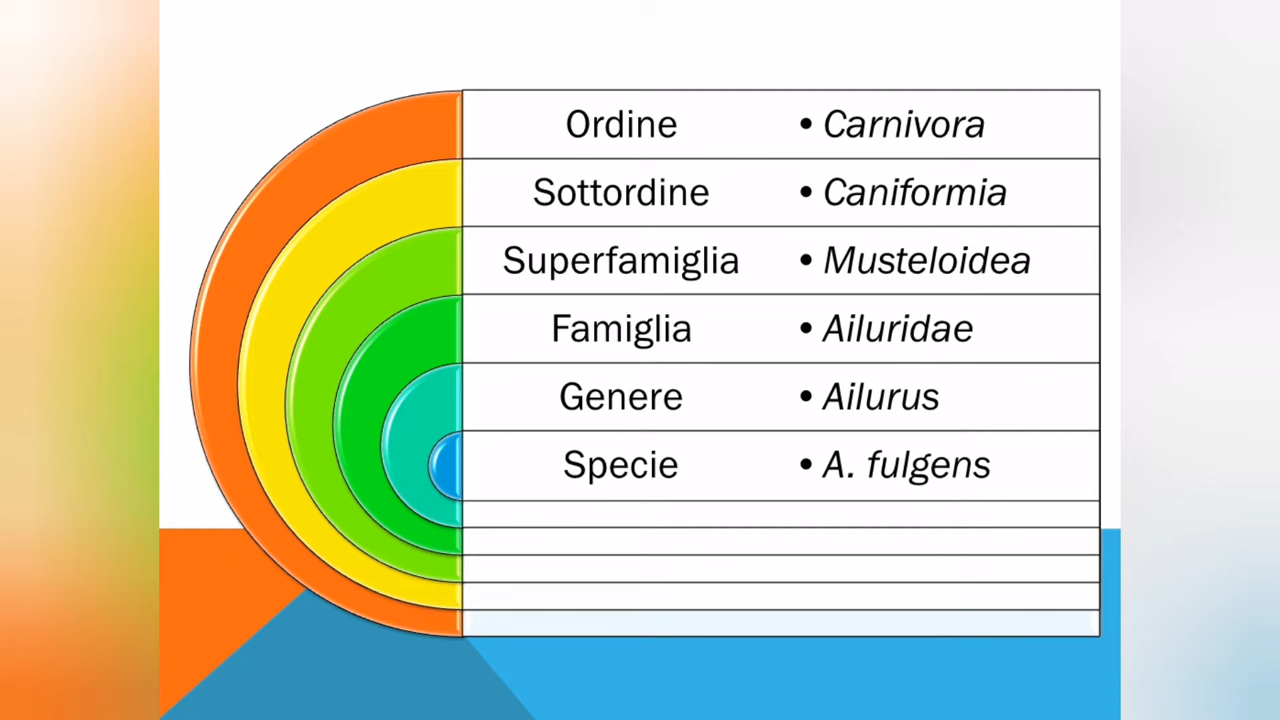 Ordine • Carnivora
Sottordine • Caniformia
Superfamiglia • Musteloidea
Famiglia • Ailuridae
Genere • Ailurus
Specie • A. fulgens